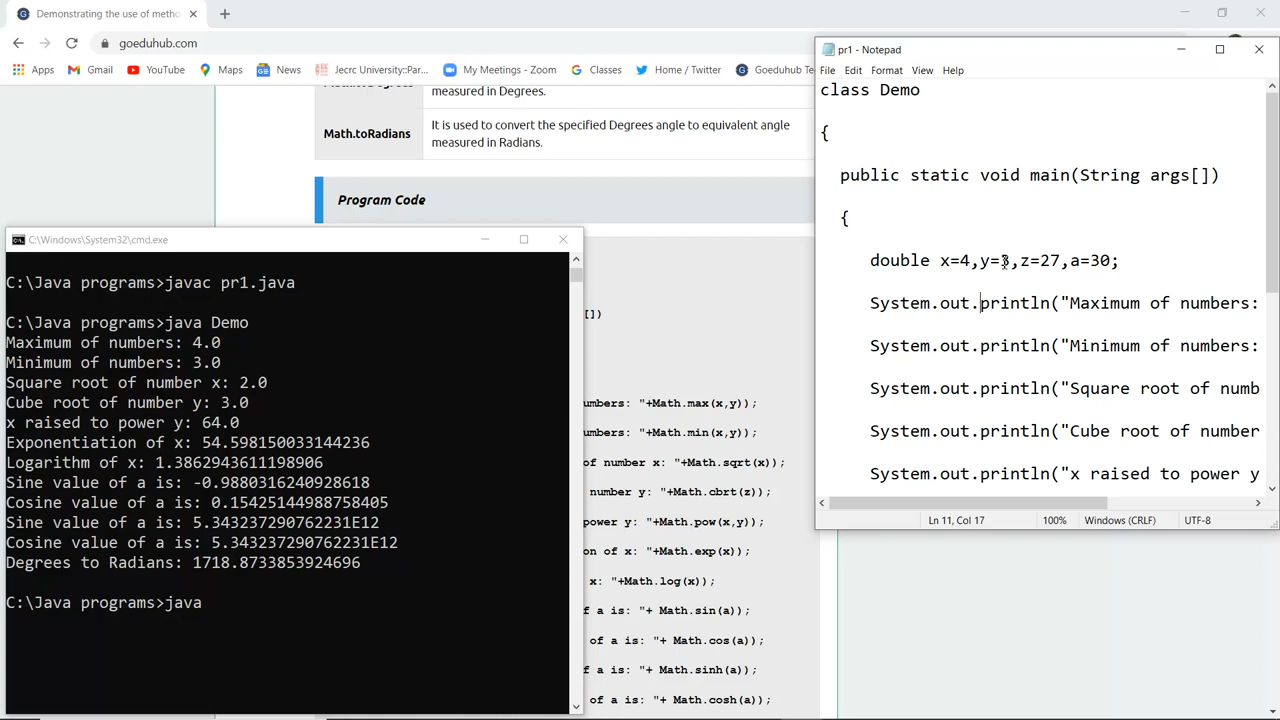 Demonstrating the use of metho
goeduhub.com
Apps
Gmail
YouTube
Maps
News
Jecrc University::Par...
My Meetings - Zoom
Classes
Home / Twitter
Goeduhub Te
measured in Degrees.
Math.toRadians
It is used to convert the specified Degrees angle to equivalent angle
measured in Radians.
Program Code
[])
umbers: "+Math.max(x,y));
umbers: "+Math.min(x,y));
of number x: "+Math.sqrt(x));
number y: "+Math.cbrt(z));
power y: "+Math.pow(x,y));
on of x: "+Math.exp(x));
x: "+Math.log(x));
f a is: "+ Math.sin(a));
of a is: "+ Math.cos(a));
f a is: "+ Math.sinh(a));
of a is: "+ Math.cosh(a));
C:\Windows\System32\cmd.exe
C:\Java programs>javac pr1.java
C:\Java programs>java Demo
Maximum of numbers: 4.0
Minimum of numbers: 3.0
Square root of number x: 2.0
Cube root of number y: 3.0
x raised to power y: 64.0
Exponentiation of x: 54.598150033144236
Logarithm of x: 1.3862943611198906
Sine value of a is: -0.9880316240928618
Cosine value of a is: 0.15425144988758405
Sine value of a is: 5.343237290762231E12
Cosine value of a is: 5.343237290762231E12
Degrees to Radians: 1718.8733853924696
C:\Java programs>java
pr1 - Notepad
File Edit Format View Help
class Demo
{
public static void main(String args[])
{
double x=4,y=3,z=27,a=30;
System.out.println("Maximum of numbers:
System.out.println("Minimum of numbers:
System.out.println("Square root of numb
System.out.println("Cube root of number
System.out.println("x raised to power y
Ln 11, Col 17
100%
Windows (CRLF)
UTF-8